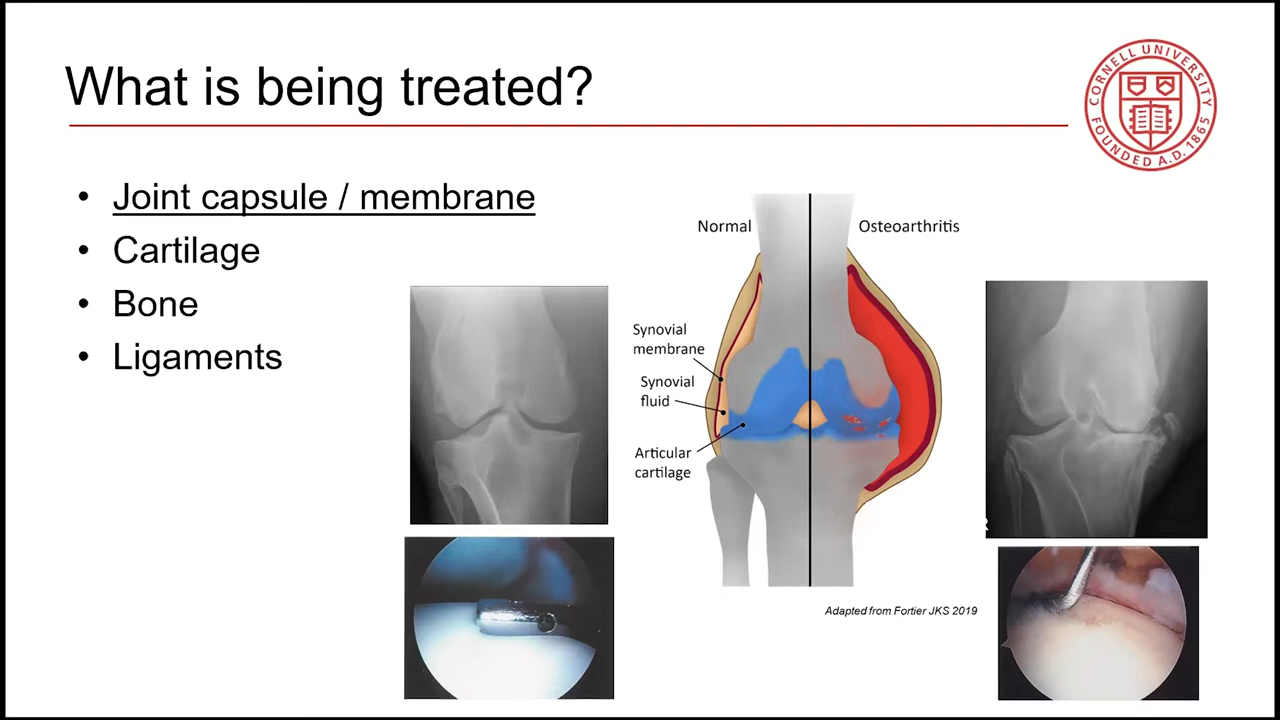 What is being treated?
CORNELL UNIVERSITY
FOUNDED A.D. 1865
• Joint capsule / membrane
• Cartilage
• Bone
• Ligaments
Normal
Osteoarthritis
Synovial
membrane
Synovial
fluid
Articular
cartilage
R
Adapted from Fortier JKS 2019